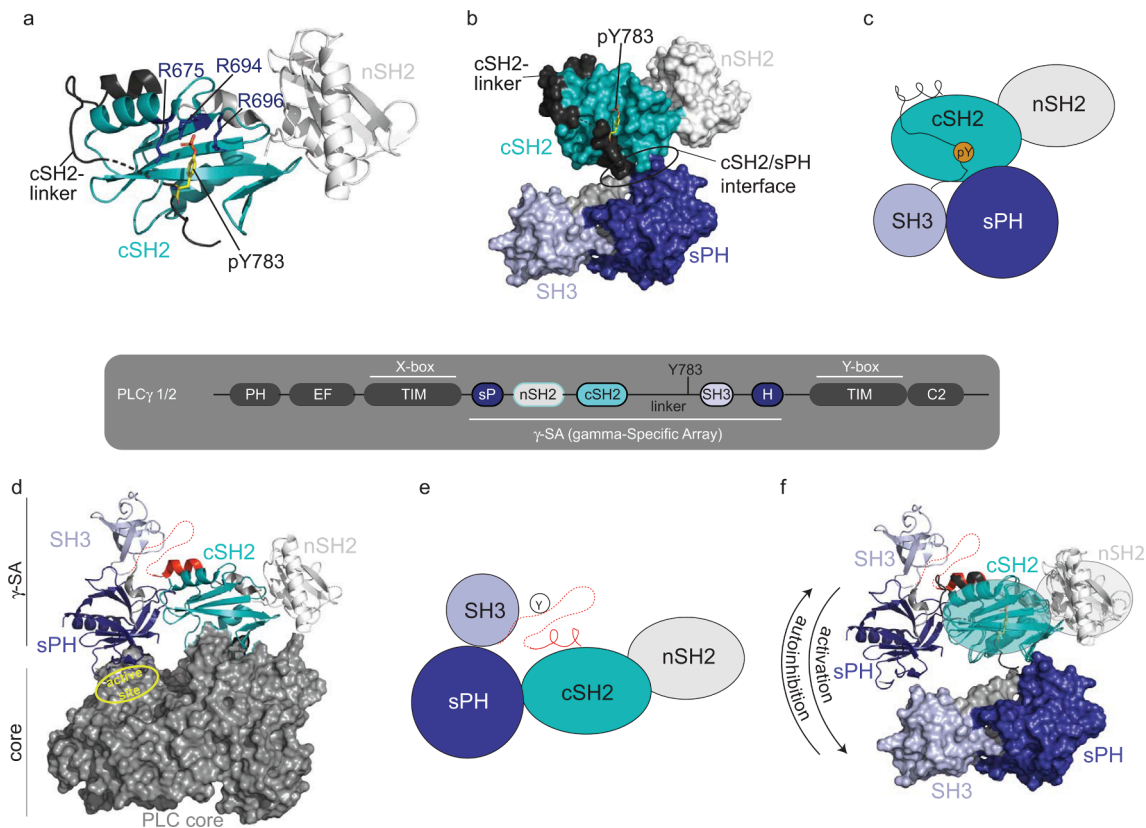 a
R675
R694
R696
nSH2
cSH2-
linker
cSH2
pY783
b
pY783
cSH2-
linker
nSH2
cSH2
cSH2/sPH
interface
sPH
SH3
c
nSH2
cSH2
pY
SH3
sPH
X-box
Y783
Y-box
PLCγ 1/2
PH
EF
TIM
sP
nSH2
cSH2
linker
SH3
H
TIM
C2
γ-SA (gamma-Specific Array)
d
γ-SA
SH3
cSH2
nSH2
sPH
active
site
core
PLC core
e
SH3
Y
nSH2
sPH
cSH2
f
SH3
cSH2
nSH2
sPH
autoinhibition
activation
sPH
SH3